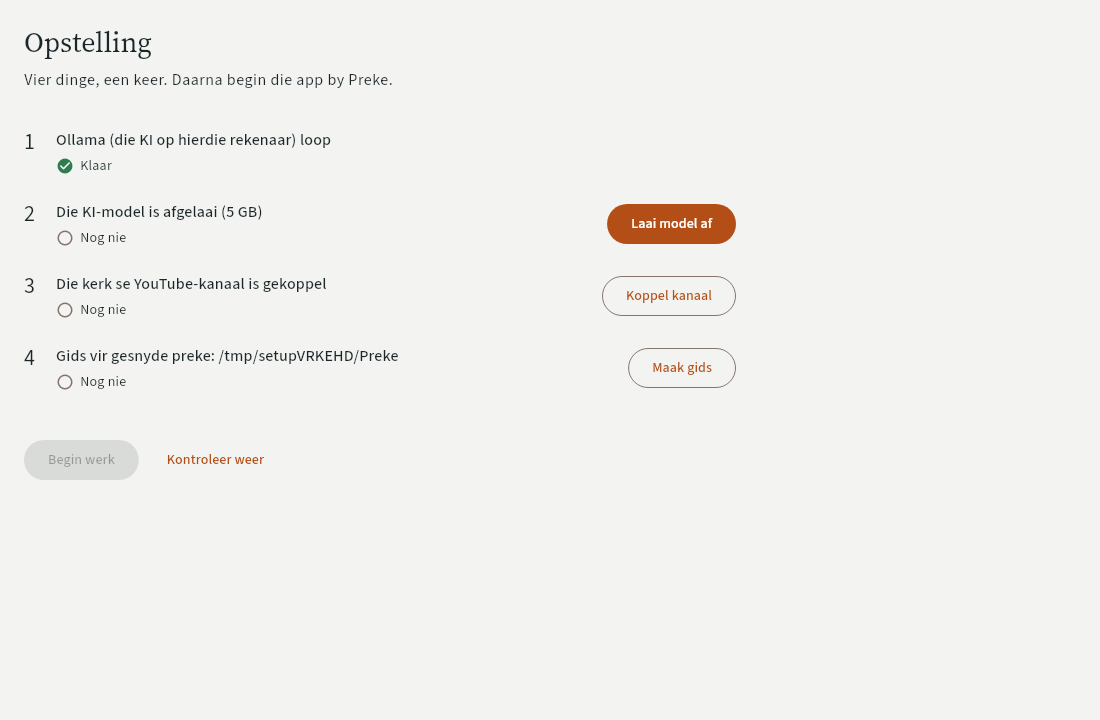 Opstelling
Vier dinge, een keer. Daarna begin die app by Preke.
1 Ollama (die KI op hierdie rekenaar) loop
Klaar
2 Die KI-model is afgelaai (5 GB)
Nog nie
Laai model af
3 Die kerk se YouTube-kanaal is gekoppel
Nog nie
Koppel kanaal
4 Gids vir gesnyde preke: /tmp/setupVRKEHD/Preke
Nog nie
Maak gids
Begin werk
Kontroleer weer